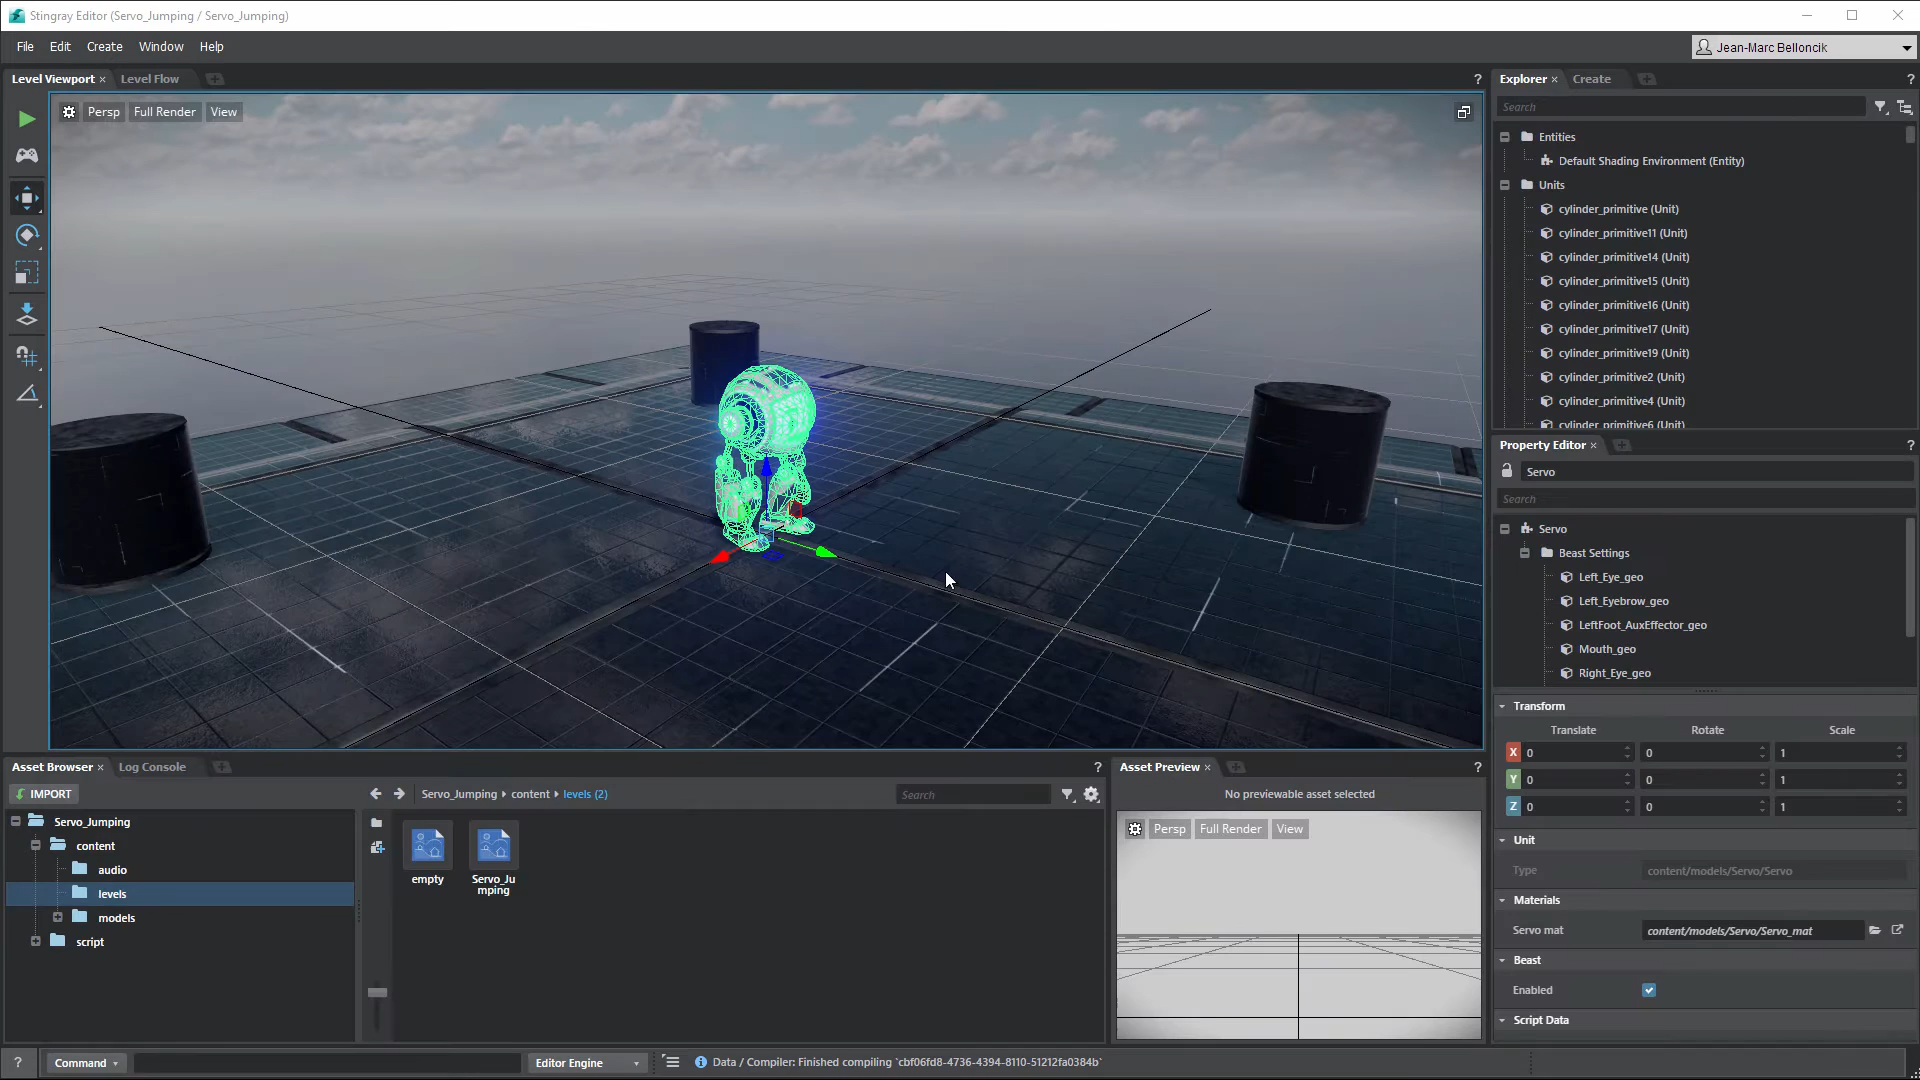 Stingray Editor (Servo_Jumping / Servo_Jumping)
File Edit Create Window Help
Jean-Marc Belloncik
Level Viewport × Level Flow
?
Explorer × Create
?
Persp Full Render View
Search
Entities
Default Shading Environment (Entity)
Units
cylinder_primitive (Unit)
cylinder_primitive11 (Unit)
cylinder_primitive14 (Unit)
cylinder_primitive15 (Unit)
cylinder_primitive16 (Unit)
cylinder_primitive17 (Unit)
cylinder_primitive19 (Unit)
cylinder_primitive2 (Unit)
cylinder_primitive4 (Unit)
cylinder_primitive6 (Unit)
Property Editor ×
?
Servo
Search
Servo
Beast Settings
Left_Eye_geo
Left_Eyebrow_geo
LeftFoot_AuxEffector_geo
Mouth_geo
Right_Eye_geo
Transform
Translate Rotate Scale
X 0 0 1
Y 0 0 1
Z 0 0 1
Unit
Type content/models/Servo/Servo
Materials
Servo mat content/models/Servo/Servo_mat
Beast
Enabled
Script Data
Asset Browser × Log Console
?
IMPORT
Servo_Jumping content levels (2)
Search
Servo_Jumping
content
audio
levels
models
script
empty
Servo_Ju
mping
Asset Preview ×
?
No previewable asset selected
Persp Full Render View
? Command
Editor Engine
Data / Compiler: Finished compiling `cbf06fd8-4736-4394-8110-51212fa0384b`